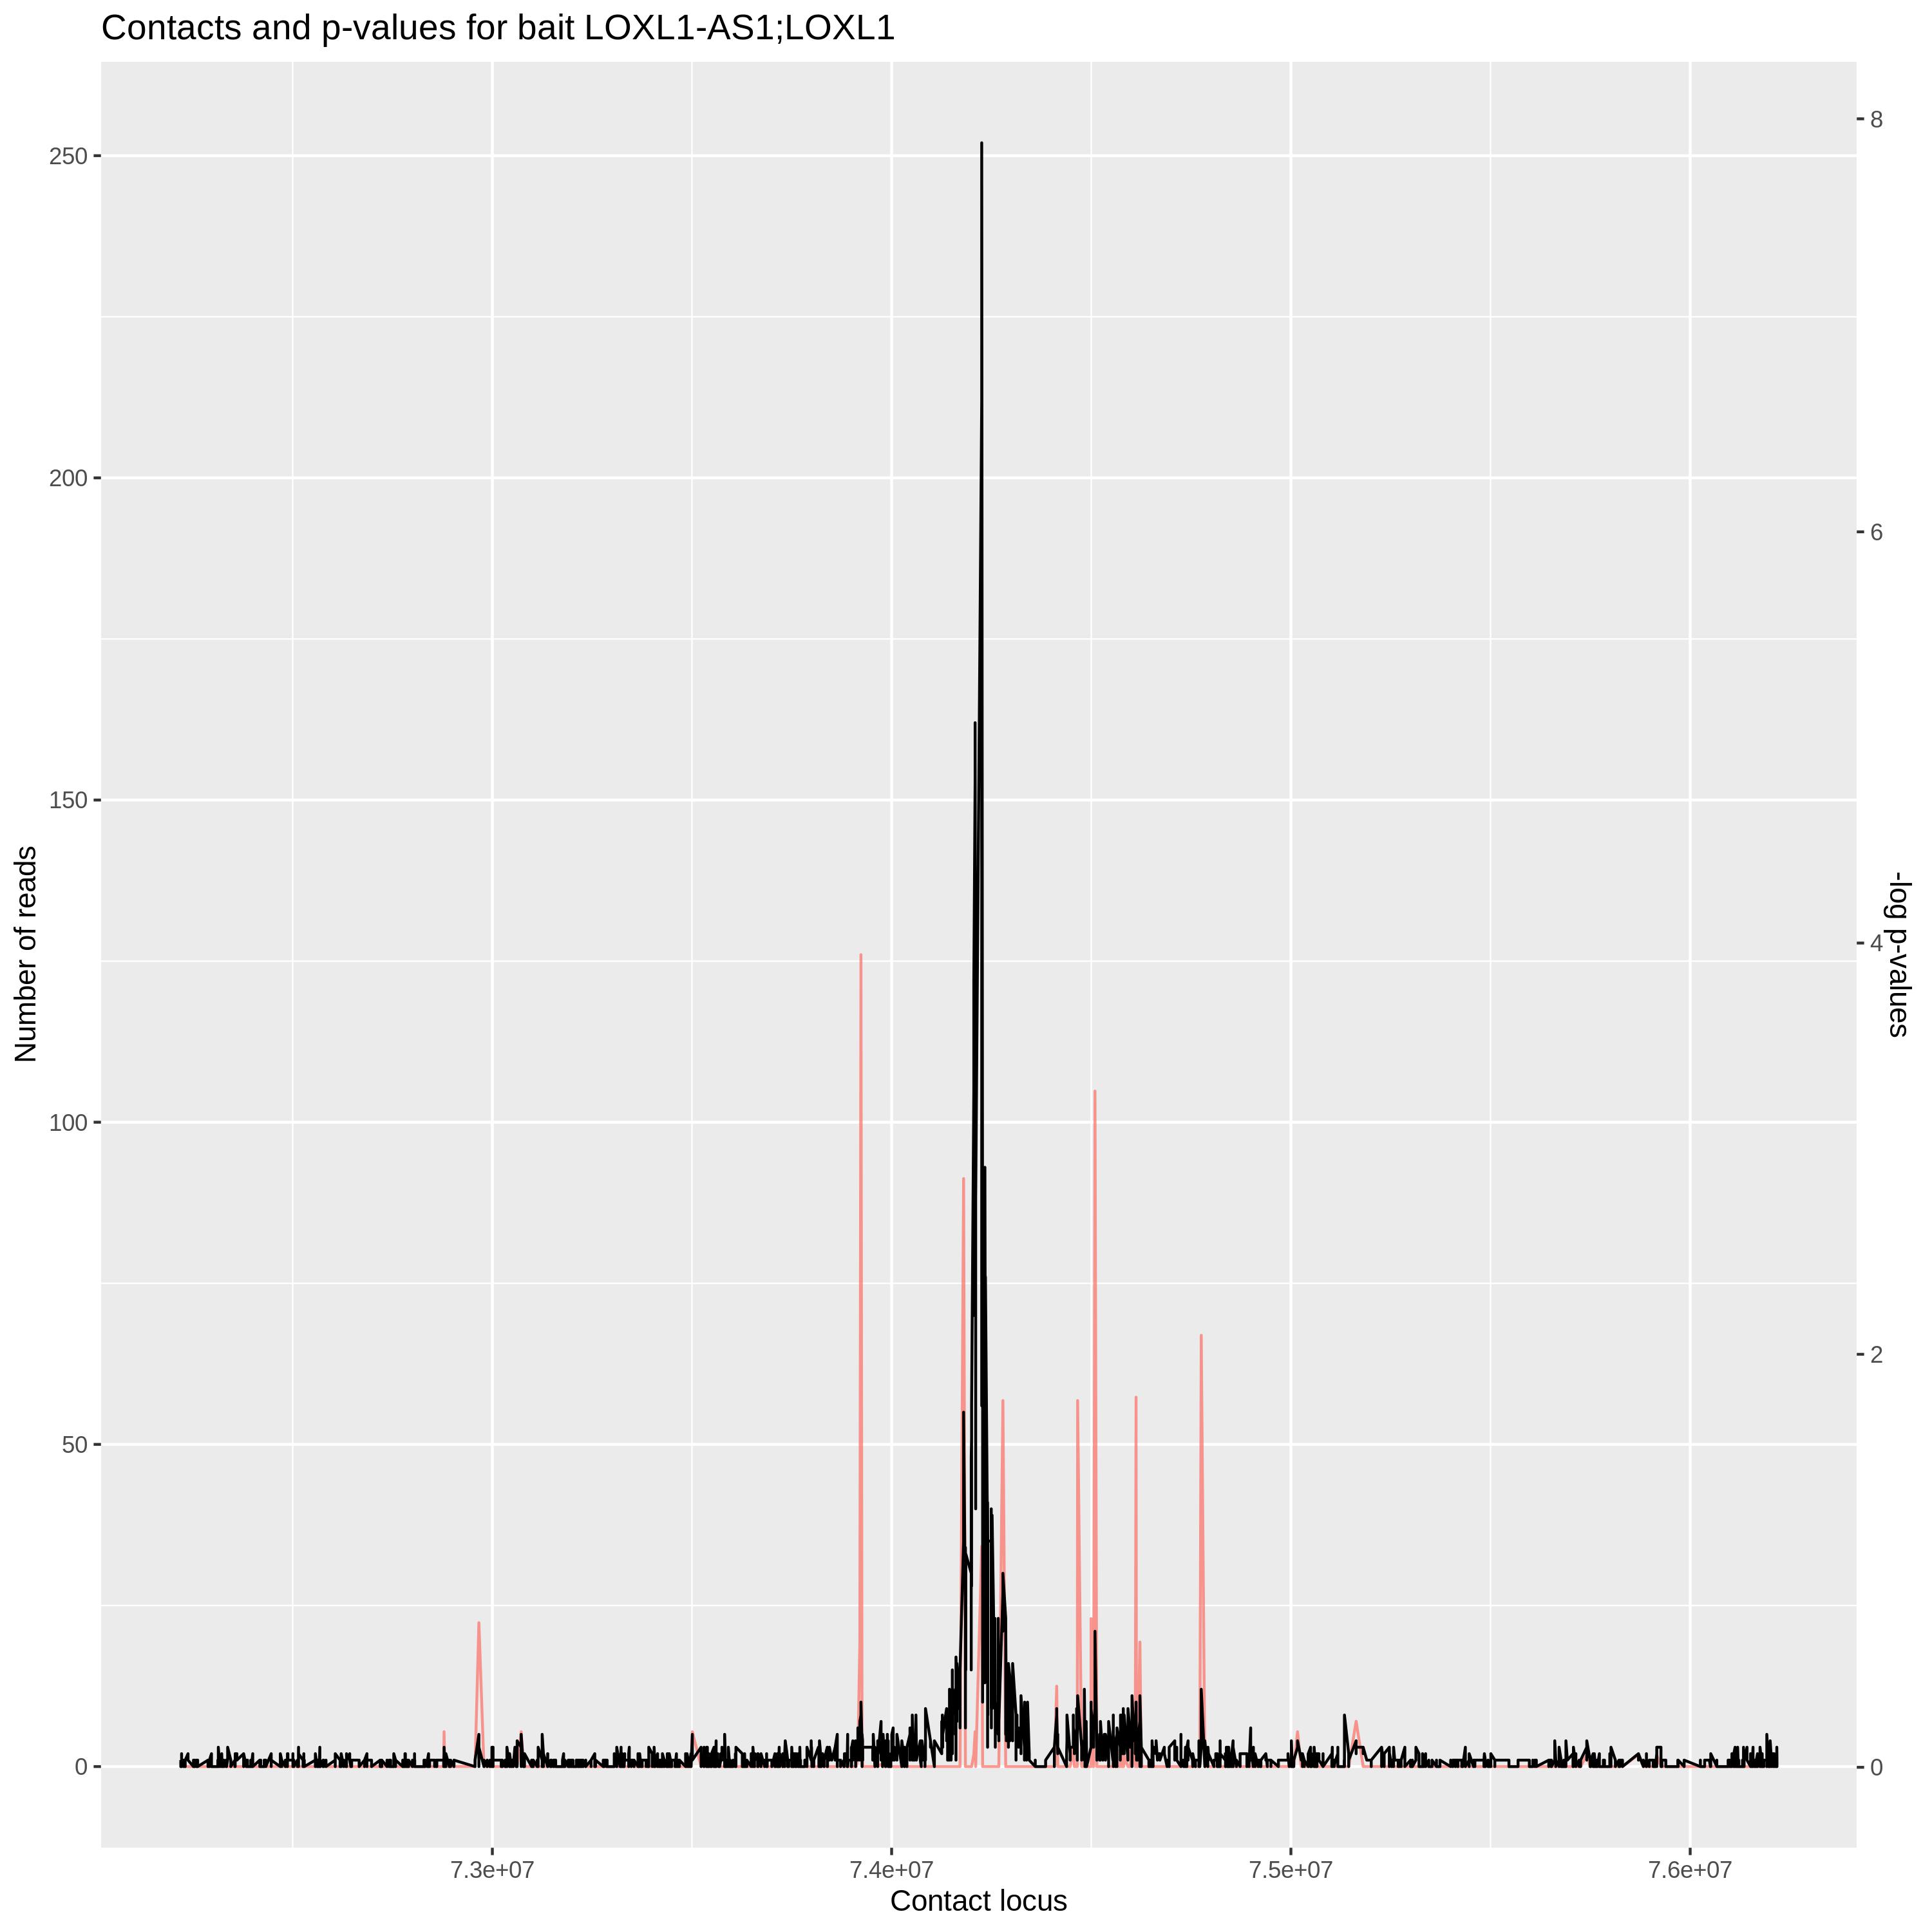 Contacts and p-values for bait LOXL1-AS1;LOXL1
250
200
150
100
50
0
8
6
4
2
0
Number of reads
-log p-values
7.3e+07
7.4e+07
7.5e+07
7.6e+07
Contact locus